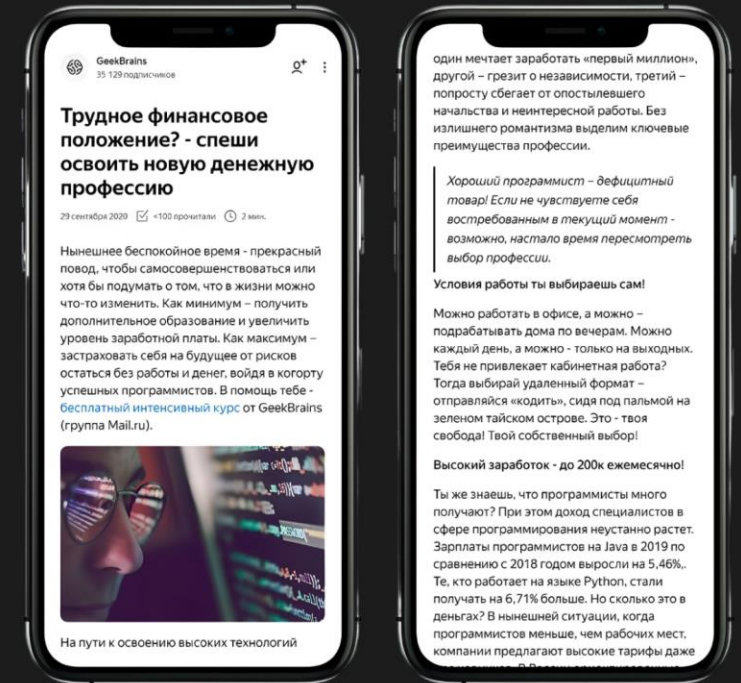 GeekBrains
35 129 подписчиков
Трудное финансовое
положение? - спеши
освоить новую денежную
профессию
29 сентября 2020 <100 прочитали 2 мин.
Нынешнее беспокойное время - прекрасный
повод, чтобы самосовершенствоваться или
хотя бы подумать о том, что в жизни можно
что-то изменить. Как минимум – получить
дополнительное образование и увеличить
уровень заработной платы. Как максимум –
застраховать себя на будущее от рисков
остаться без работы и денег, войдя в когорту
успешных программистов. В помощь тебе -
бесплатный интенсивный курс от GeekBrains
(группа Mail.ru).
На пути к освоению высоких технологий
один мечтает заработать «первый миллион»,
другой – грезит о независимости, третий –
попросту сбегает от опостылевшего
начальства и неинтересной работы. Без
излишнего романтизма выделим ключевые
преимущества профессии.
Хороший программист – дефицитный
товар! Если не чувствуете себя
востребованным в текущий момент -
возможно, настало время пересмотреть
выбор профессии.
Условия работы ты выбираешь сам!
Можно работать в офисе, а можно –
подрабатывать дома по вечерам. Можно
каждый день, а можно - только на выходных.
Тебя не привлекает кабинетная работа?
Тогда выбирай удаленный формат –
отправляйся «кодить», сидя под пальмой на
зеленом тайском острове. Это - твоя
свобода! Твой собственный выбор!
Высокий заработок - до 200к ежемесячно!
Ты же знаешь, что программисты много
получают? При этом доход специалистов в
сфере программирования неустанно растет.
Зарплаты программистов на Java в 2019 по
сравнению с 2018 годом выросли на 5,46%,.
Те, кто работает на языке Python, стали
получать на 6,71% больше. Но сколько это в
деньгах? В нынешней ситуации, когда
программистов меньше, чем рабочих мест,
компании предлагают высокие тарифы даже